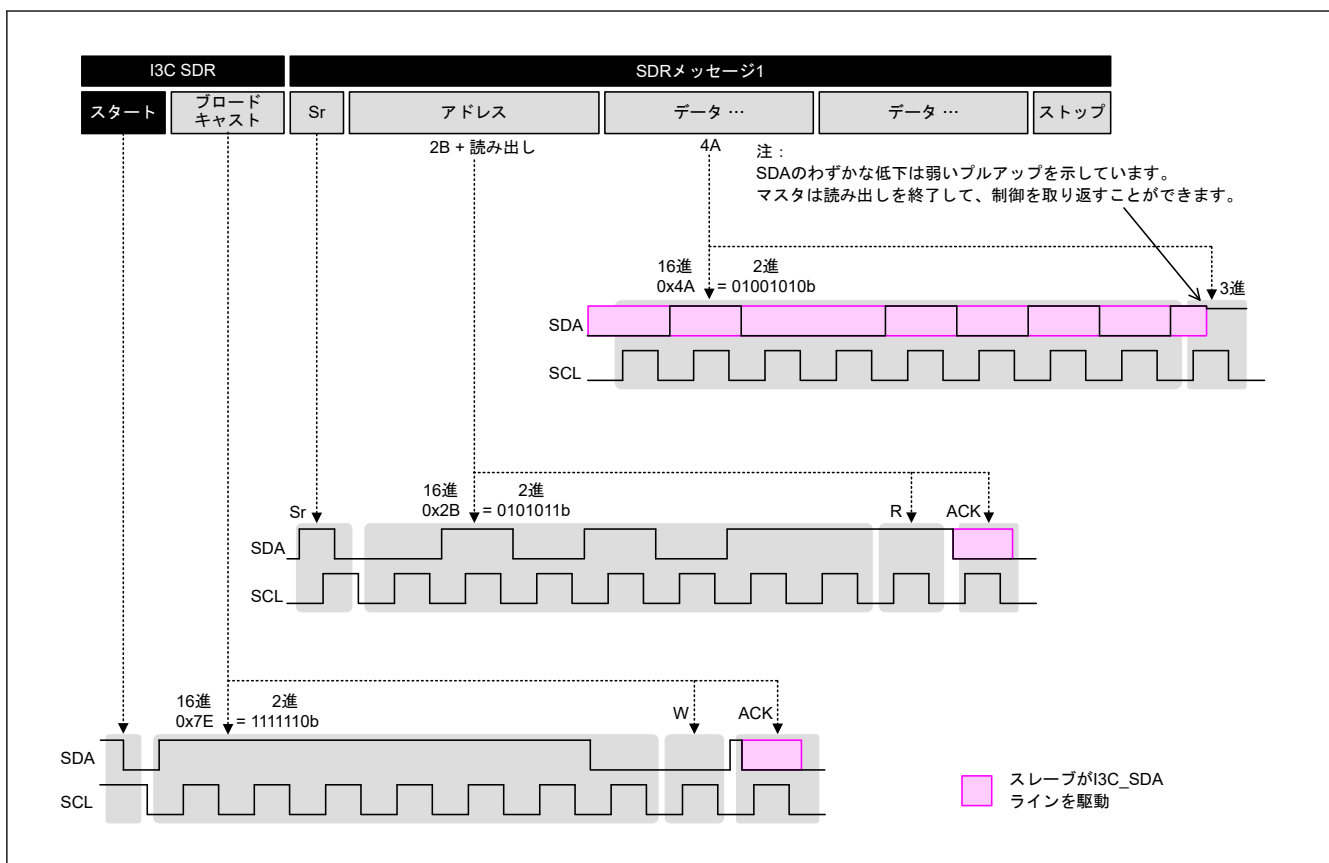 I3C SDR
SDRメッセージ1
スタート
ブロード
キャスト
Sr
アドレス
データ …
データ …
ストップ
2B + 読み出し
4A
注：
SDAのわずかな低下は弱いプルアップを示しています。
マスタは読み出しを終了して、制御を取り返すことができます。
16進
2進
0x4A
= 01001010b
3進
SDA
SCL
16進
2進
Sr
0x2B
= 0101011b
R
ACK
SDA
SCL
16進
2進
0x7E
= 1111110b
W
ACK
SDA
SCL
スレーブがI3C_SDA
ラインを駆動